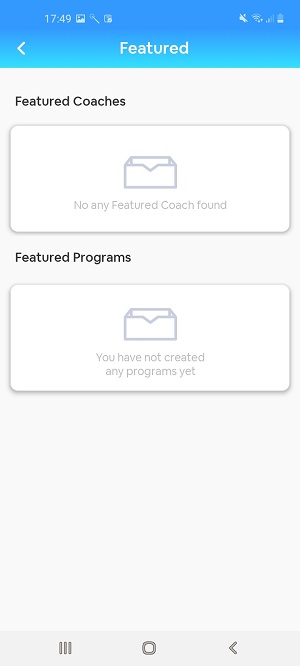 17:49
Featured
Featured Coaches
No any Featured Coach found
Featured Programs
You have not created
any programs yet